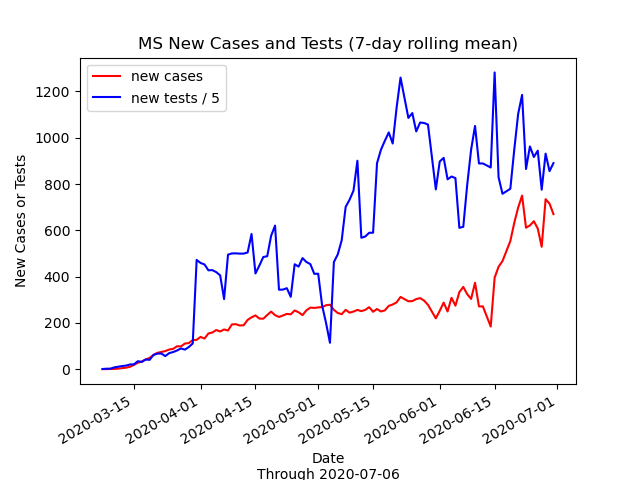 MS New Cases and Tests (7-day rolling mean)
new cases
new tests / 5
New Cases or Tests
1200
1000
800
600
400
200
0
2020-03-15
2020-04-01
2020-04-15
2020-05-01
2020-05-15
2020-06-01
2020-06-15
2020-07-01
Date
Through 2020-07-06